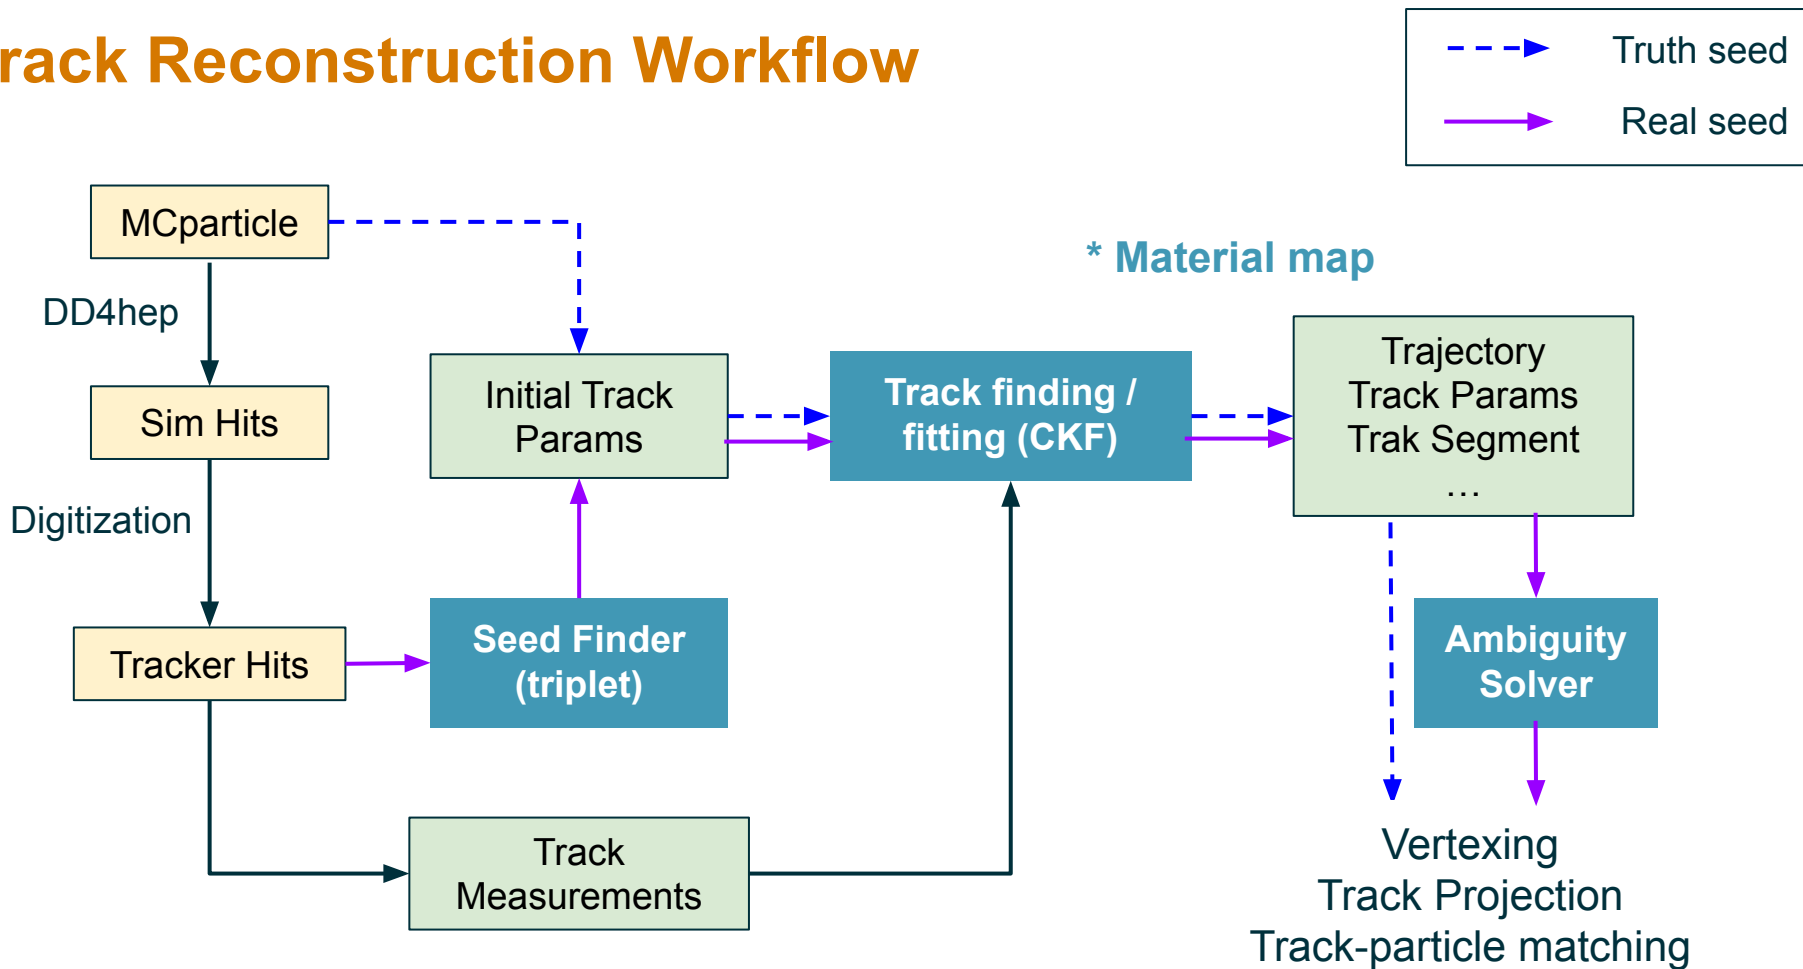 rack Reconstruction Workflow
Truth seed
Real seed
MCparticle
* Material map
DD4hep
Initial Track
Params
Track finding /
fitting (CKF)
Trajectory
Track Params
Trak Segment
…
Sim Hits
Digitization
Tracker Hits
Seed Finder
(triplet)
Ambiguity
Solver
Track
Measurements
Vertexing
Track Projection
Track-particle matching